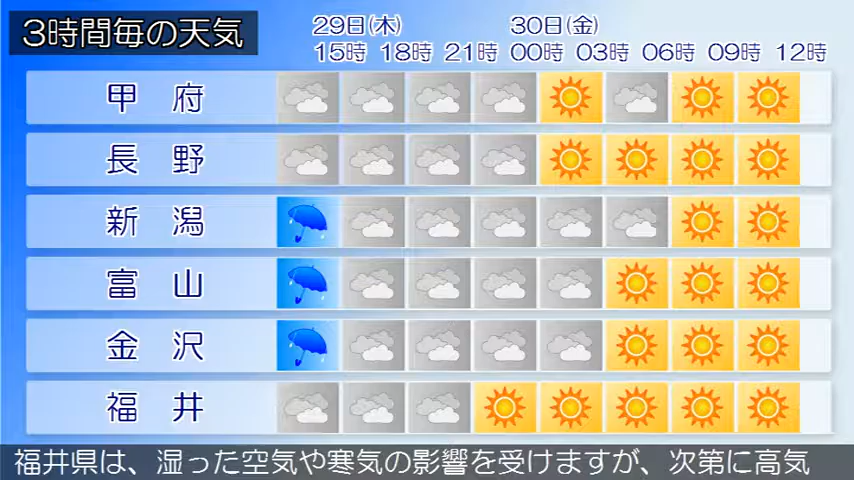 3時間毎の天気
29日(木) 30日(金)
15時 18時 21時 00時 03時 06時 09時 12時
甲府
長野
新潟
富山
金沢
福井
福井県は、湿った空気や寒気の影響を受けますが、次第に高気